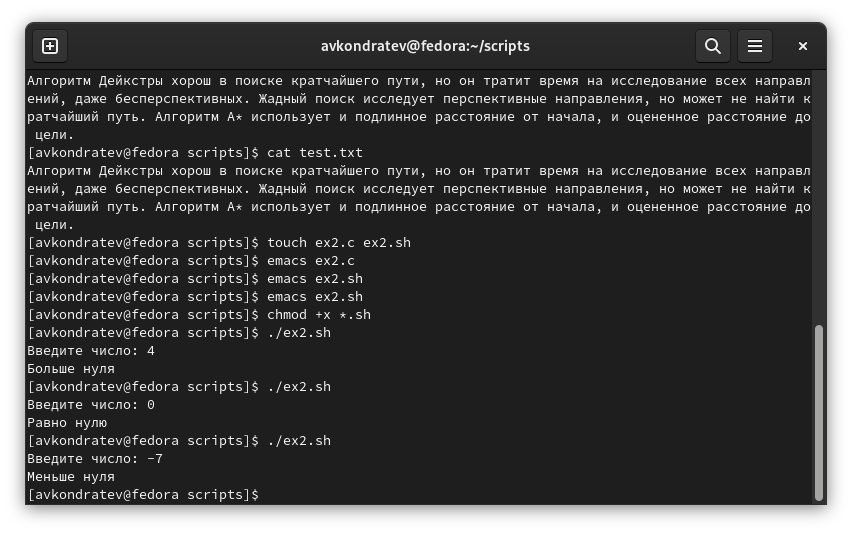 avkondratev@fedora:~/scripts
Алгоритм Дейкстры хорош в поиске кратчайшего пути, но он тратит время на исследование всех направл
ений, даже бесперспективных. Жадный поиск исследует перспективные направления, но может не найти к
ратчайший путь. Алгоритм A* использует и подлинное расстояние от начала, и оцененное расстояние до
 цели.
[avkondratev@fedora scripts]$ cat test.txt
Алгоритм Дейкстры хорош в поиске кратчайшего пути, но он тратит время на исследование всех направл
ений, даже бесперспективных. Жадный поиск исследует перспективные направления, но может не найти к
ратчайший путь. Алгоритм A* использует и подлинное расстояние от начала, и оцененное расстояние до
 цели.
[avkondratev@fedora scripts]$ touch ex2.c ex2.sh
[avkondratev@fedora scripts]$ emacs ex2.c
[avkondratev@fedora scripts]$ emacs ex2.sh
[avkondratev@fedora scripts]$ emacs ex2.sh
[avkondratev@fedora scripts]$ chmod +x *.sh
[avkondratev@fedora scripts]$ ./ex2.sh
Введите число: 4
Больше нуля
[avkondratev@fedora scripts]$ ./ex2.sh
Введите число: 0
Равно нулю
[avkondratev@fedora scripts]$ ./ex2.sh
Введите число: -7
Меньше нуля
[avkondratev@fedora scripts]$